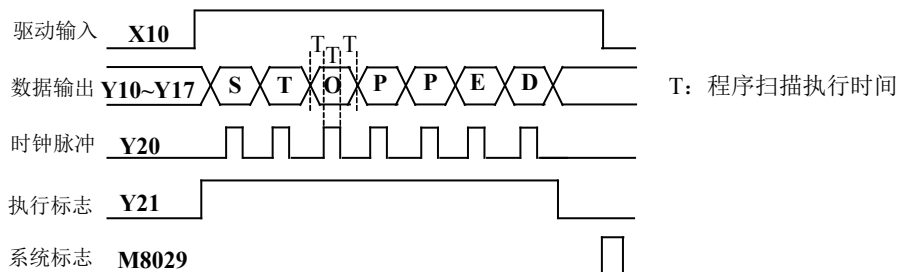 驱动输入 X10
T T T
数据输出 Y10~Y17 S T O P P E D T：程序扫描执行时间
时钟脉冲 Y20
执行标志 Y21
系统标志 M8029